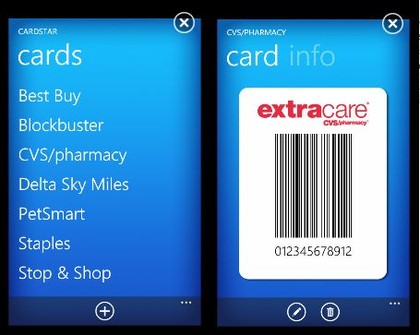 CARDSTAR
cards
Best Buy
Blockbuster
CVS/pharmacy
Delta Sky Miles
PetSmart
Staples
Stop & Shop
CVS/PHARMACY
card info
extracare®
CVS/pharmacy®
012345678912